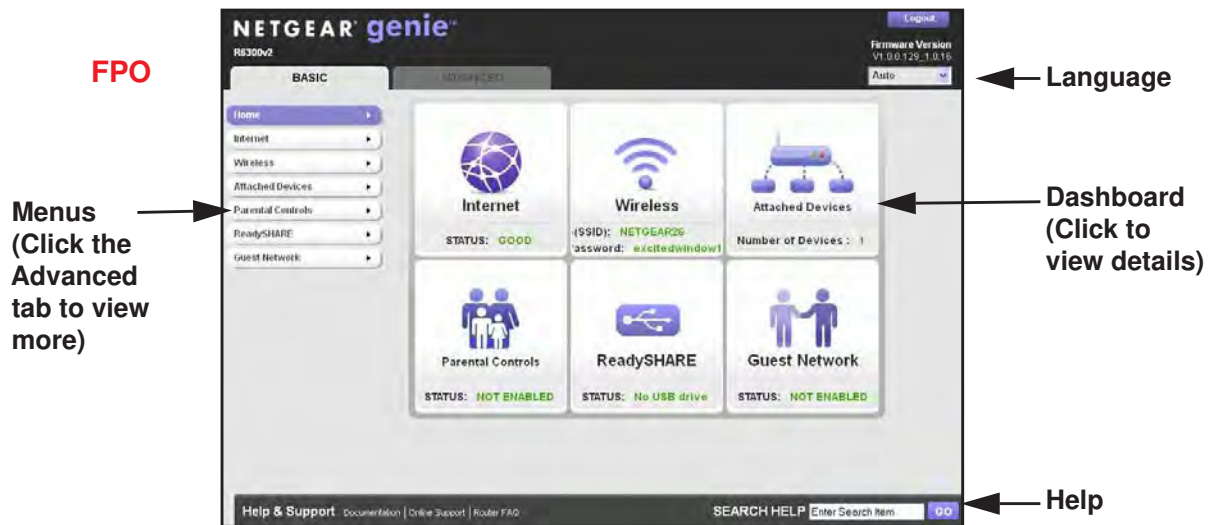 NETGEAR® genie™
Logout
R6300v2
Firmware Version
V1.0.0.129_1.0.16
FPO
BASIC
ADVANCED
Auto
Language
Home
Internet
Wireless
Attached Devices
Parental Controls
ReadySHARE
Guest Network
Menus
(Click the
Advanced
tab to view
more)
Internet
STATUS: GOOD
Wireless
(SSID): NETGEAR26
assword: excitedwindow1
Attached Devices
Number of Devices : 1
Dashboard
(Click to
view details)
Parental Controls
STATUS: NOT ENABLED
ReadySHARE
STATUS: No USB drive
Guest Network
STATUS: NOT ENABLED
Help & Support Documentation | Online Support | Router FAQ
SEARCH HELP Enter Search Item GO
Help